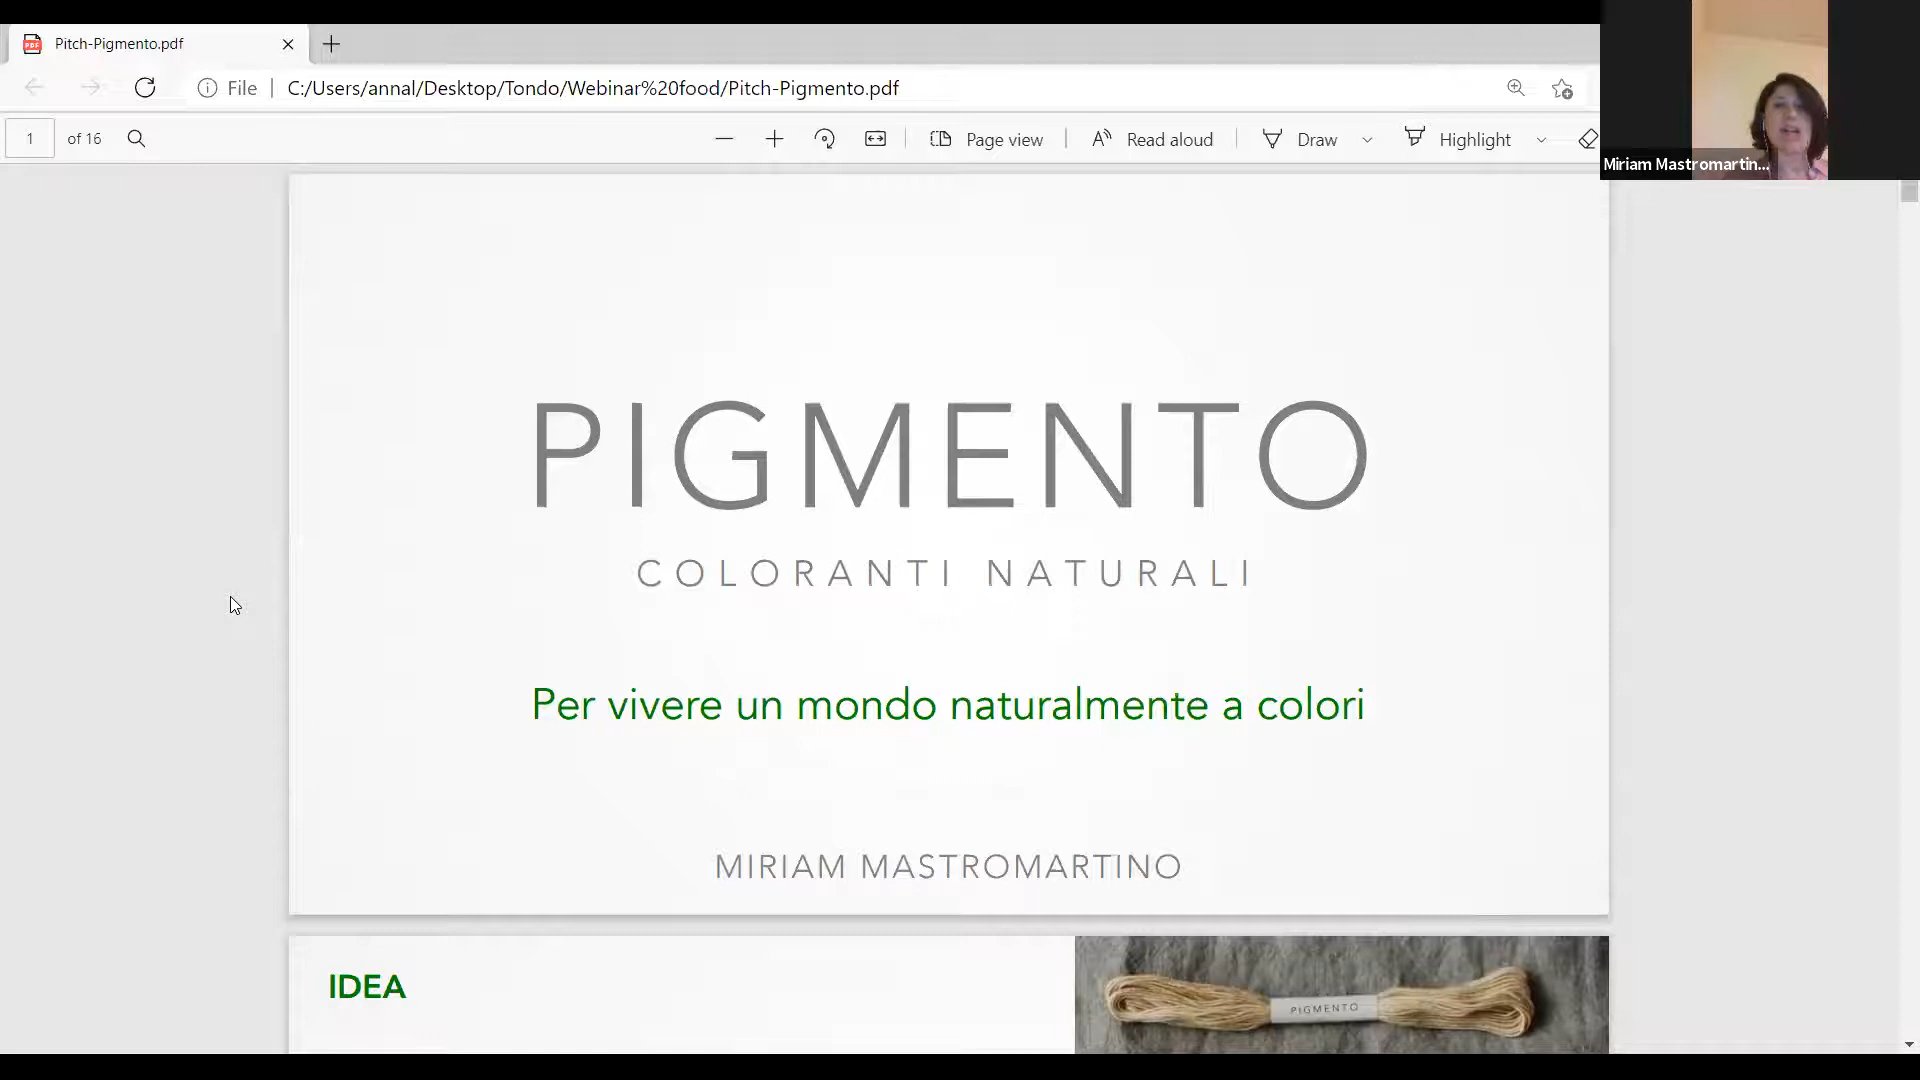 Pitch-Pigmento.pdf
File
C:/Users/annal/Desktop/Tondo/Webinar%20food/Pitch-Pigmento.pdf
1 of 16
Page view
Read aloud
Draw
Highlight
Miriam Mastromartin...
PIGMENTO
COLORANTI NATURALI
Per vivere un mondo naturalmente a colori
MIRIAM MASTROMARTINO
IDEA
PIGMENTO